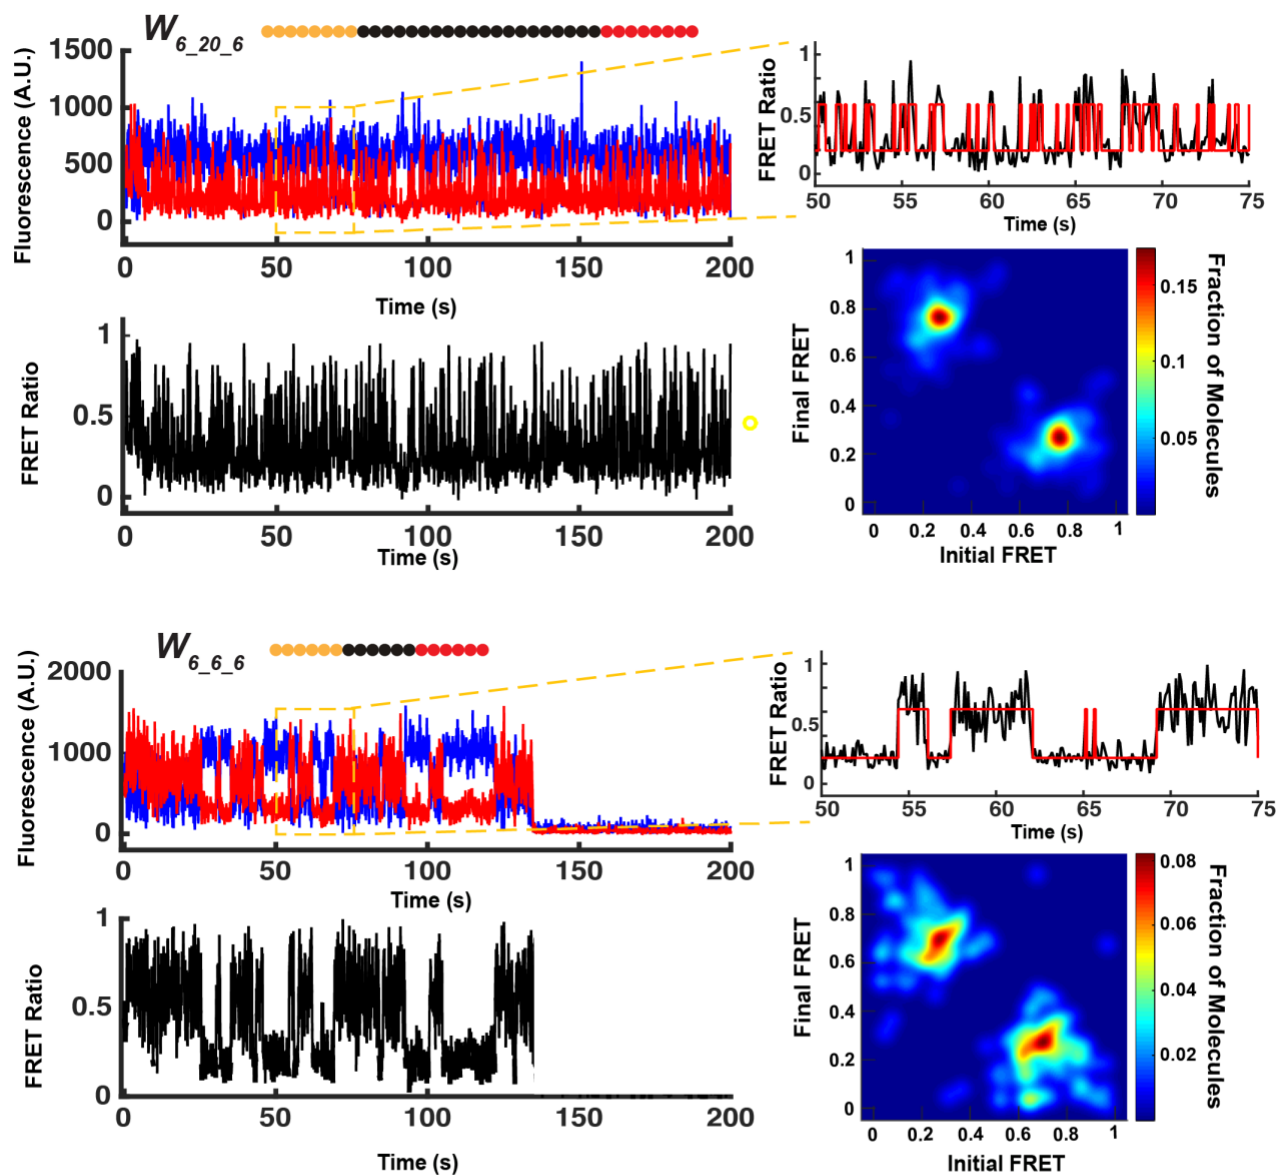 W6_20_6
Fluorescence (A.U.)
1500
1000
500
0
0 50 100 150 200
Time (s)
FRET Ratio
1
0.5
0
50 55 60 65 70 75
Time (s)
FRET Ratio
1
0.5
0
0 50 100 150 200
Time (s)
Final FRET
1
0.8
0.6
0.4
0.2
0
0 0.2 0.4 0.6 0.8 1
Initial FRET
0.15
0.1
0.05
Fraction of Molecules
W6_6_6
Fluorescence (A.U.)
2000
1000
0
0 50 100 150 200
Time (s)
FRET Ratio
1
0.5
0
50 55 60 65 70 75
Time (s)
FRET Ratio
1
0.5
0
0 50 100 150 200
Time (s)
Final FRET
1
0.8
0.6
0.4
0.2
0
0 0.2 0.4 0.6 0.8 1
Initial FRET
0.08
0.06
0.04
0.02
Fraction of Molecules